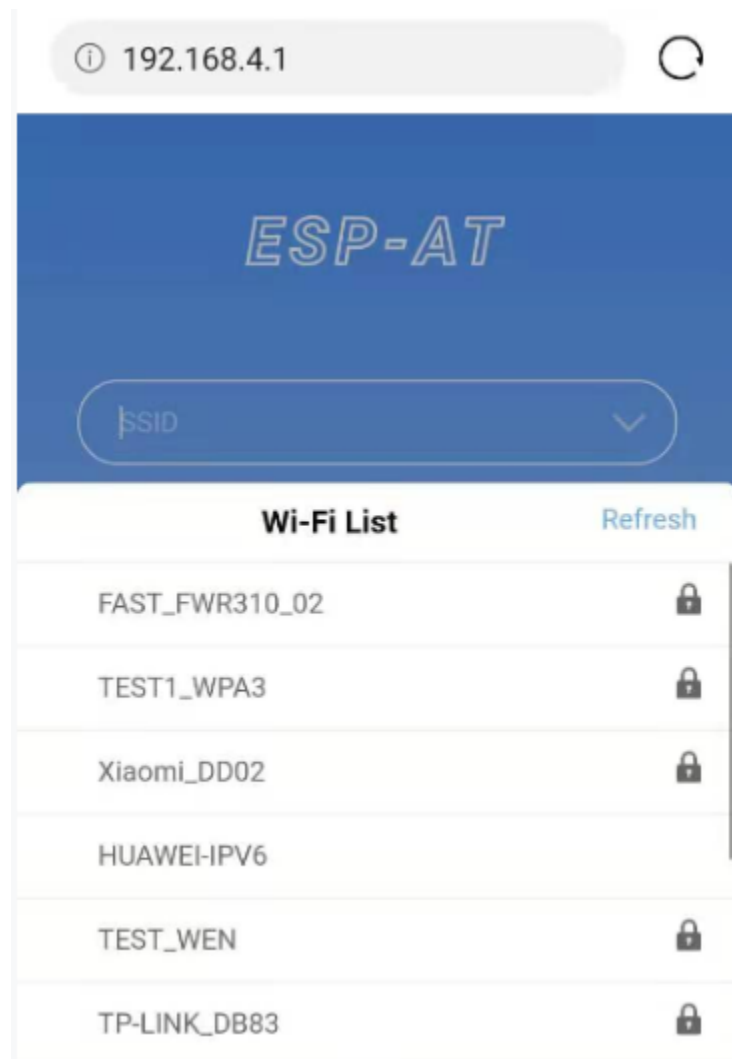 192.168.4.1
ESP-AT
SSID
Wi-Fi List
Refresh
FAST_FWR310_02
TEST1_WPA3
Xiaomi_DD02
HUAWEI-IPV6
TEST_WEN
TP-LINK_DB83